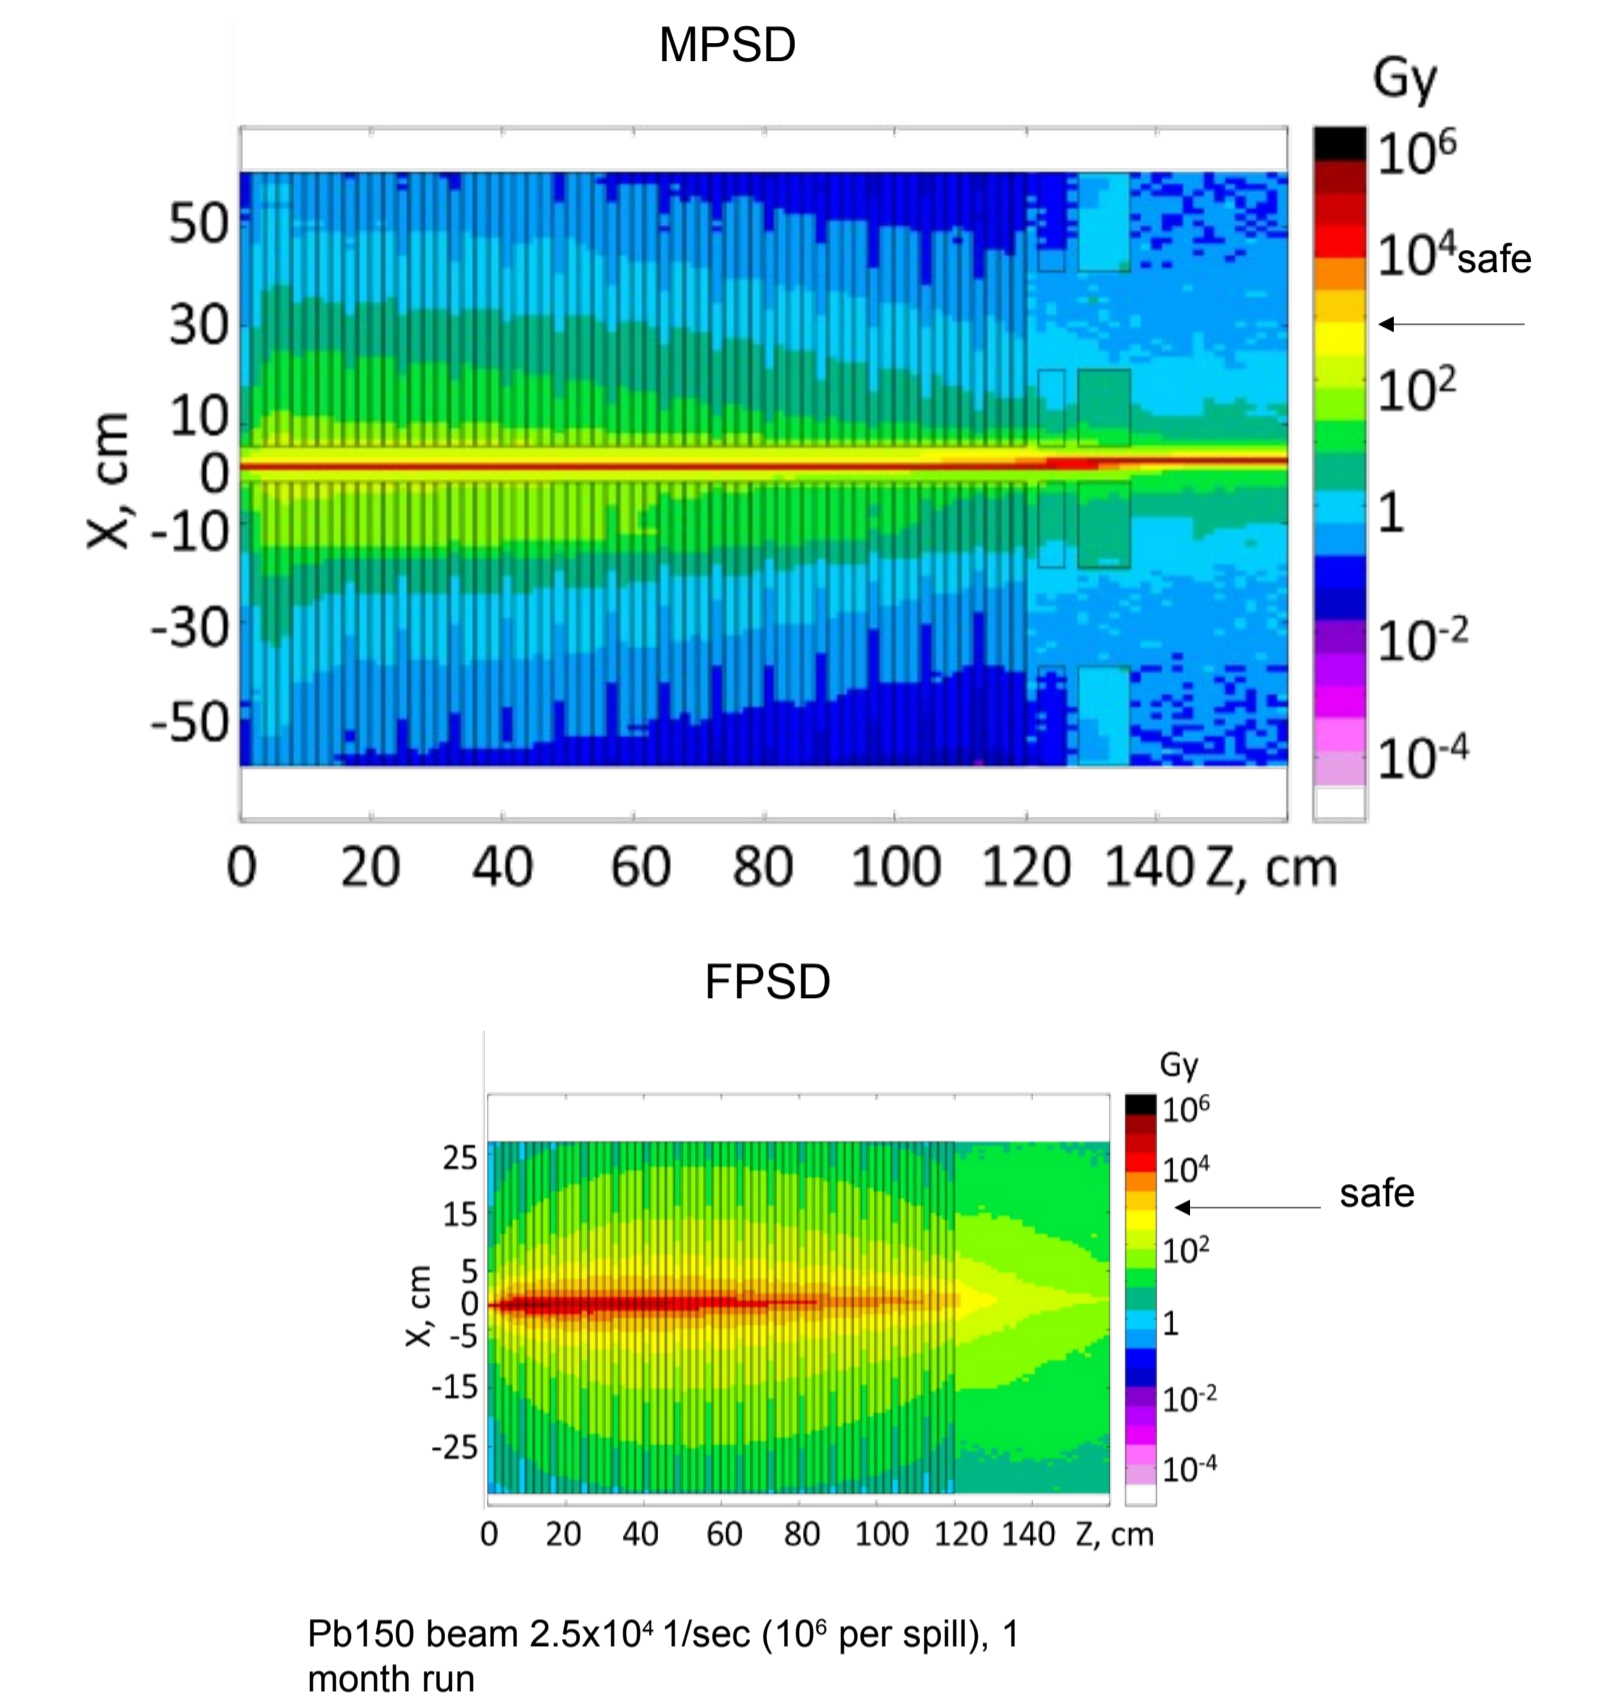 MPSD
Gy
10⁶
10⁴ safe
10²
1
10⁻²
10⁻⁴
50
30
10
0
-10
-30
-50
X, cm
0 20 40 60 80 100 120 140 Z, cm
FPSD
Gy
10⁶
10⁴
safe
10²
1
10⁻²
10⁻⁴
25
15
5
0
-5
-15
-25
X, cm
0 20 40 60 80 100 120 140 Z, cm
Pb150 beam 2.5x10⁴ 1/sec (10⁶ per spill), 1
month run